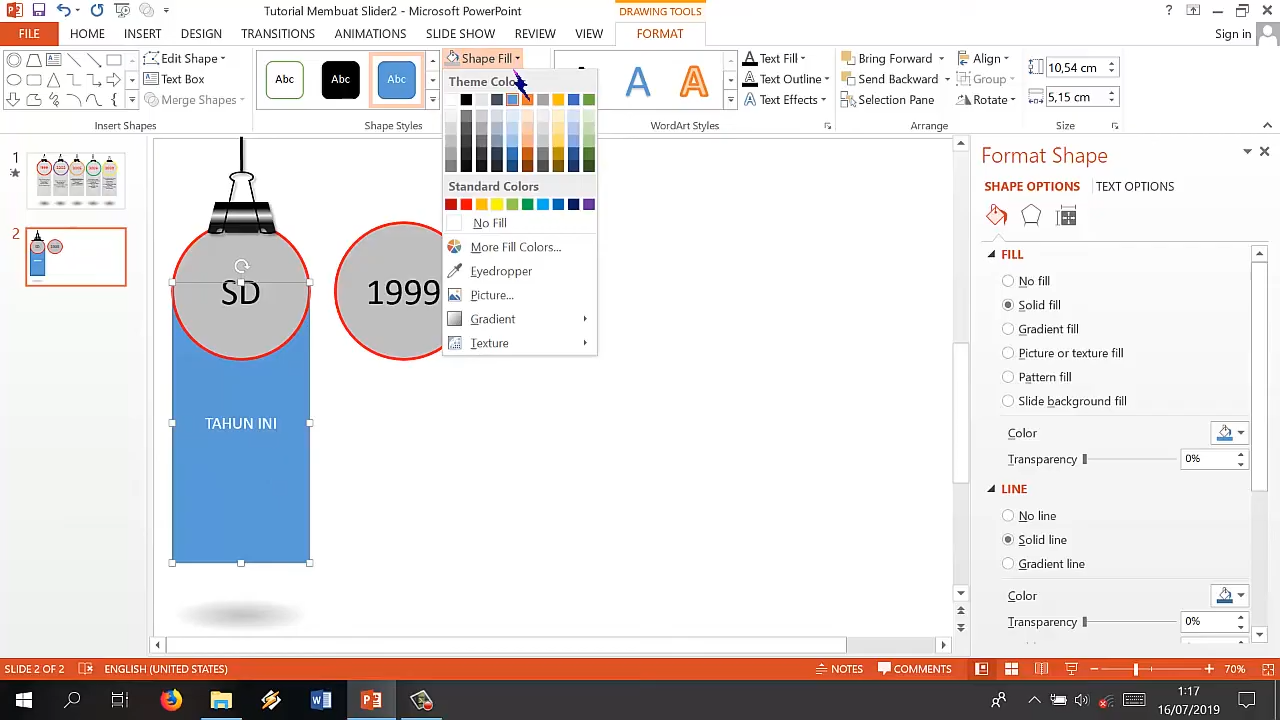 Tutorial Membuat Slider2 - Microsoft PowerPoint
DRAWING TOOLS
?
FILE
HOME
INSERT
DESIGN
TRANSITIONS
ANIMATIONS
SLIDE SHOW
REVIEW
VIEW
FORMAT
Sign in
Edit Shape
Text Box
Merge Shapes
Insert Shapes
Abc
Abc
Abc
Shape Styles
Shape Fill
Theme Colors
Standard Colors
No Fill
More Fill Colors...
Eyedropper
Picture...
Gradient
Texture
A
A
Text Fill
Text Outline
Text Effects
WordArt Styles
Bring Forward
Send Backward
Selection Pane
Align
Group
Rotate
Arrange
10,54 cm
5,15 cm
Size
1
2
SD
1999
TAHUN INI
Format Shape
SHAPE OPTIONS
TEXT OPTIONS
FILL
No fill
Solid fill
Gradient fill
Picture or texture fill
Pattern fill
Slide background fill
Color
Transparency
0%
LINE
No line
Solid line
Gradient line
Color
Transparency
0%
SLIDE 2 OF 2
ENGLISH (UNITED STATES)
NOTES
COMMENTS
70%
1:17
16/07/2019